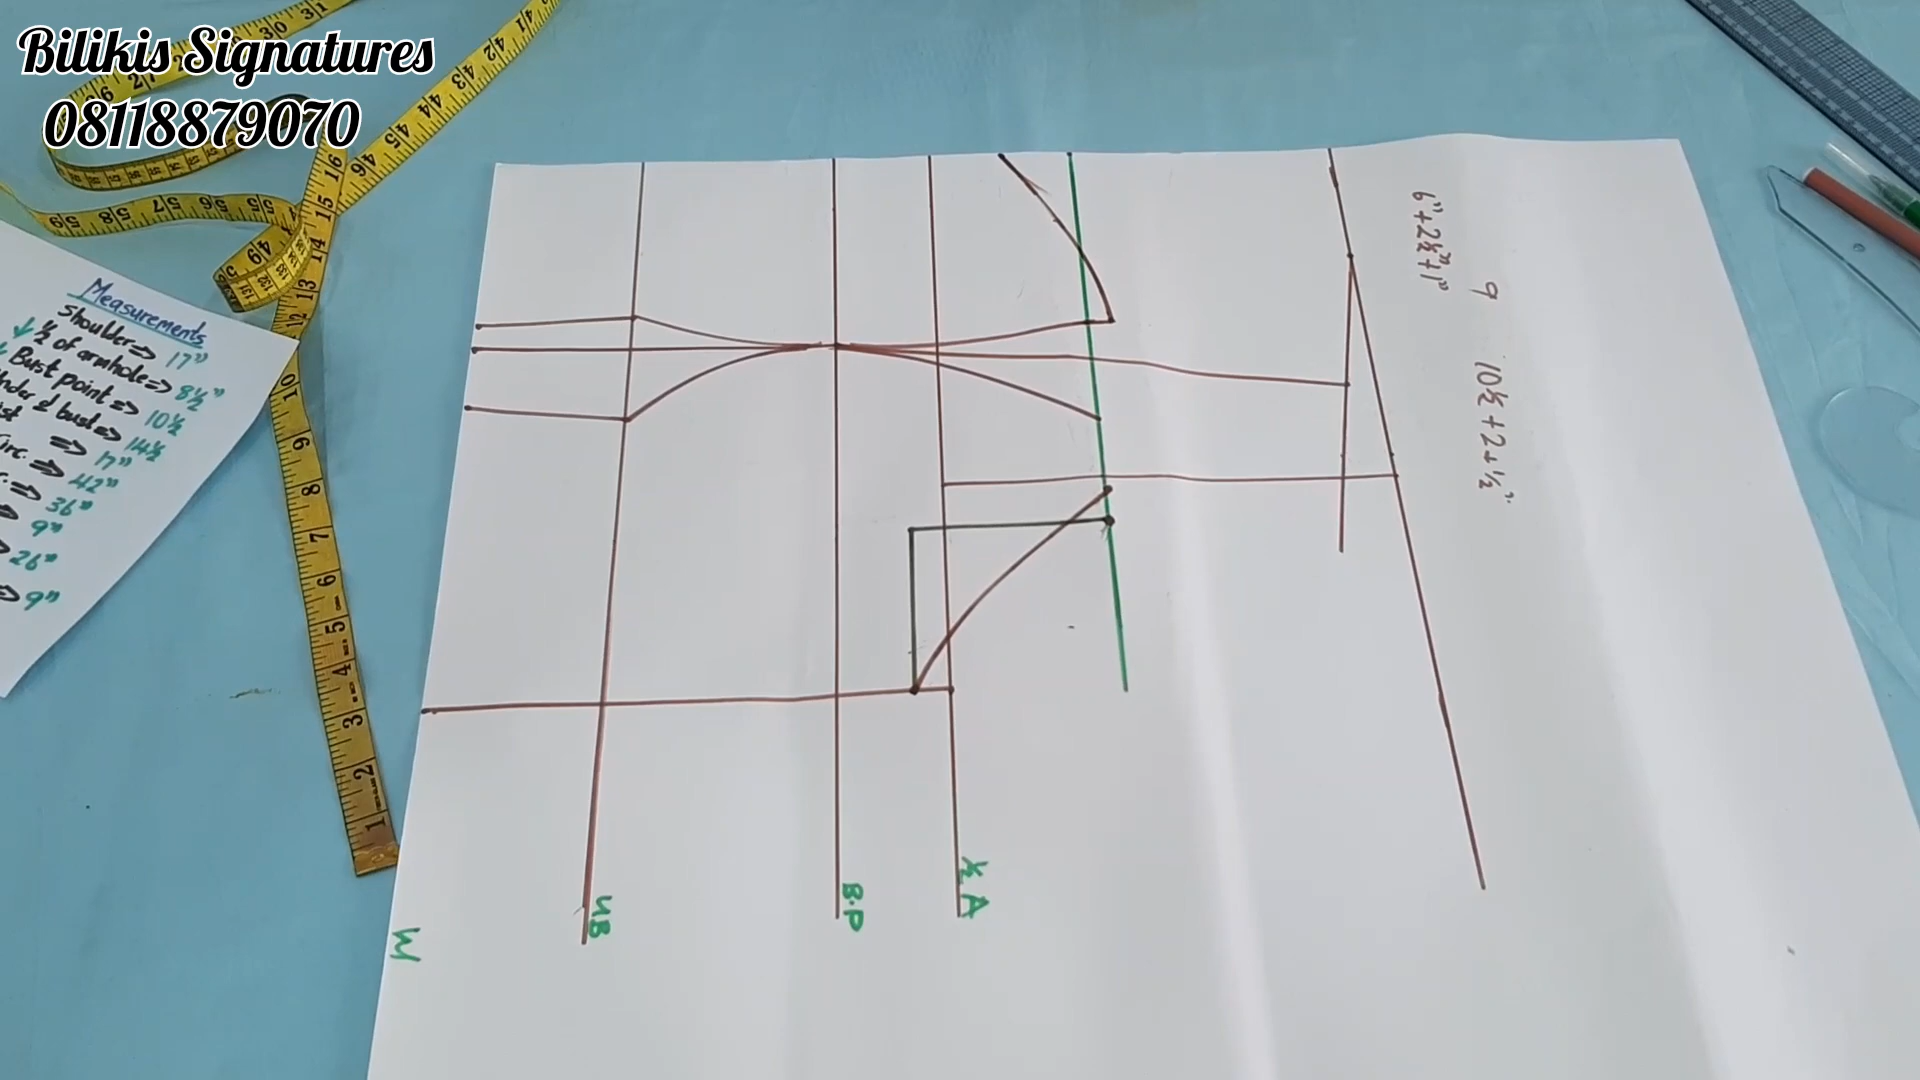 Bilikis Signatures
08118879070
Measurements
Shoulder => 17"
↓ ½ of armhole => 8½"
Bust point => 10½
Under bust => 14½
=> 17"
=> 42"
=> 36"
9"
26"
=> 9"
6"+2½"+1"
9
10½+2+½"
½ A
B.P
UB
W